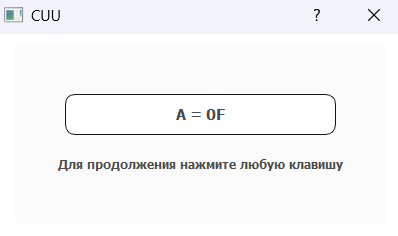 CUU
?
A = 0F
Для продолжения нажмите любую клавишу